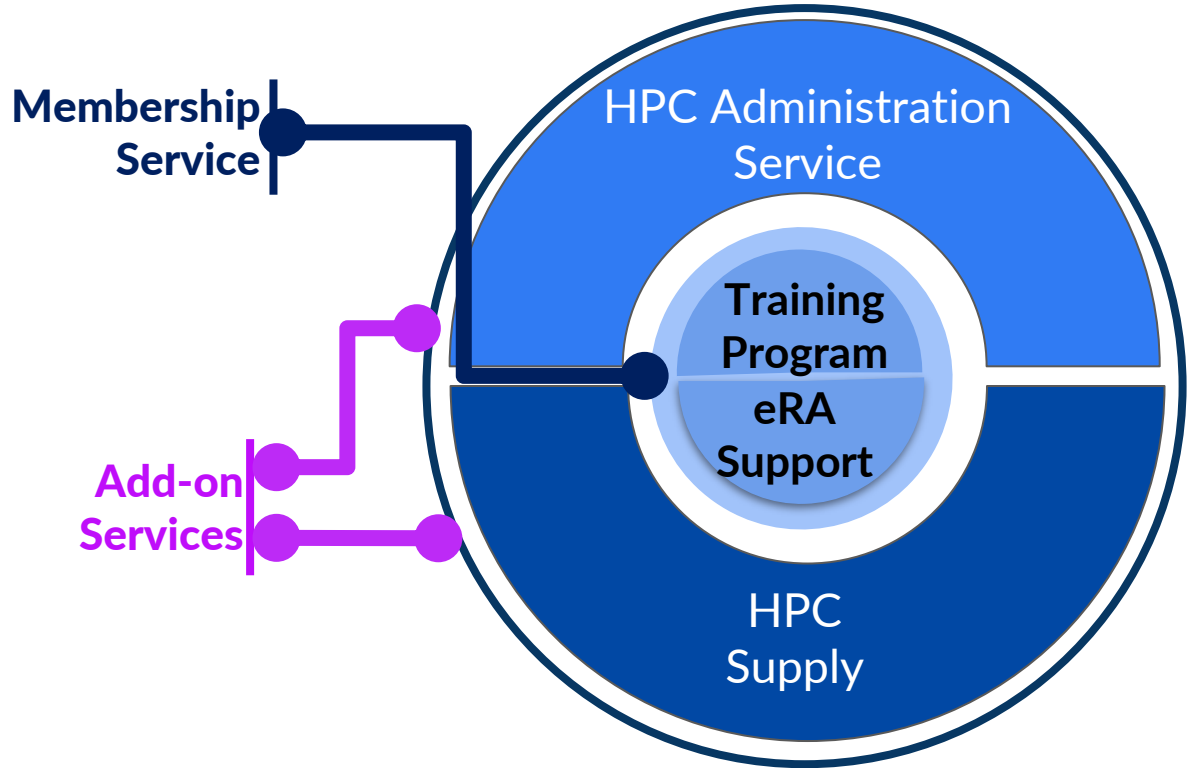 Membership
Service
HPC Administration
Service
Training
Program
eRA
Support
Add-on
Services
HPC
Supply